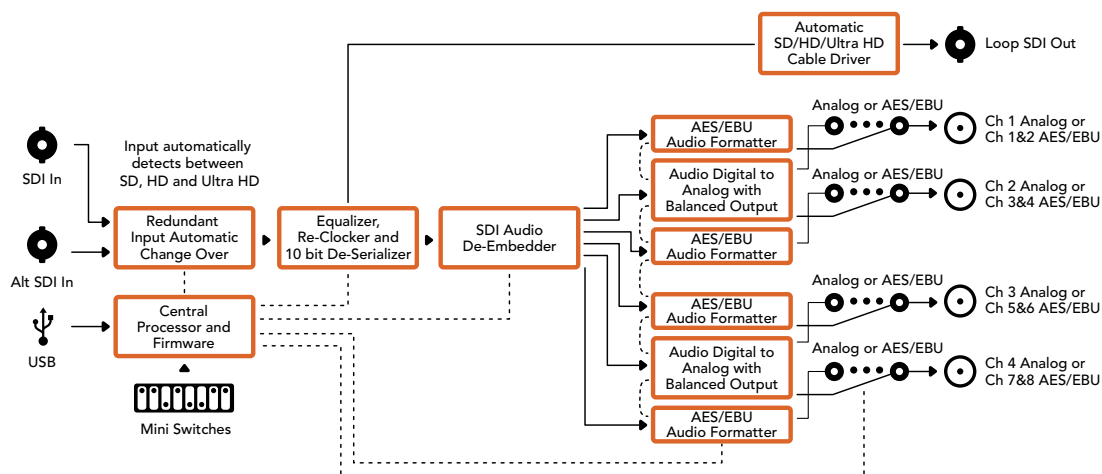 Automatic
SD/HD/Ultra HD
Cable Driver
Loop SDI Out
SDI In
Input automatically
detects between
SD, HD and Ultra HD
Alt SDI In
Redundant
Input Automatic
Change Over
Equalizer,
Re-Clocker and
10 bit De-Serializer
SDI Audio
De-Embedder
USB
Central
Processor and
Firmware
Mini Switches
AES/EBU
Audio Formatter
Audio Digital to
Analog with
Balanced Output
AES/EBU
Audio Formatter
AES/EBU
Audio Formatter
Audio Digital to
Analog with
Balanced Output
AES/EBU
Audio Formatter
Analog or AES/EBU
Ch 1 Analog or
Ch 1&2 AES/EBU
Analog or AES/EBU
Ch 2 Analog or
Ch 3&4 AES/EBU
Analog or AES/EBU
Ch 3 Analog or
Ch 5&6 AES/EBU
Analog or AES/EBU
Ch 4 Analog or
Ch 7&8 AES/EBU